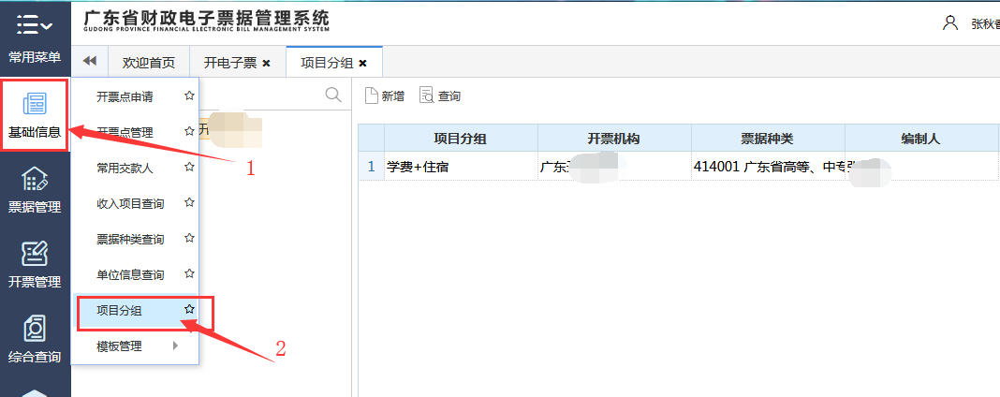 广东省财政电子票据管理系统
GUDONG PROVINCE FINANCIAL ELECTRONIC BILL MANAGEMENT SYSTEM
张秋香
常用菜单
欢迎首页
开电子票 ×
项目分组 ×
基础信息
票据管理
开票管理
综合查询
开票点申请
开票点管理
常用交款人
收入项目查询
票据种类查询
单位信息查询
项目分组
模板管理
1
2
新增
查询
项目分组 开票机构 票据种类 编制人
1 学费+住宿 广东 414001 广东省高等、中专